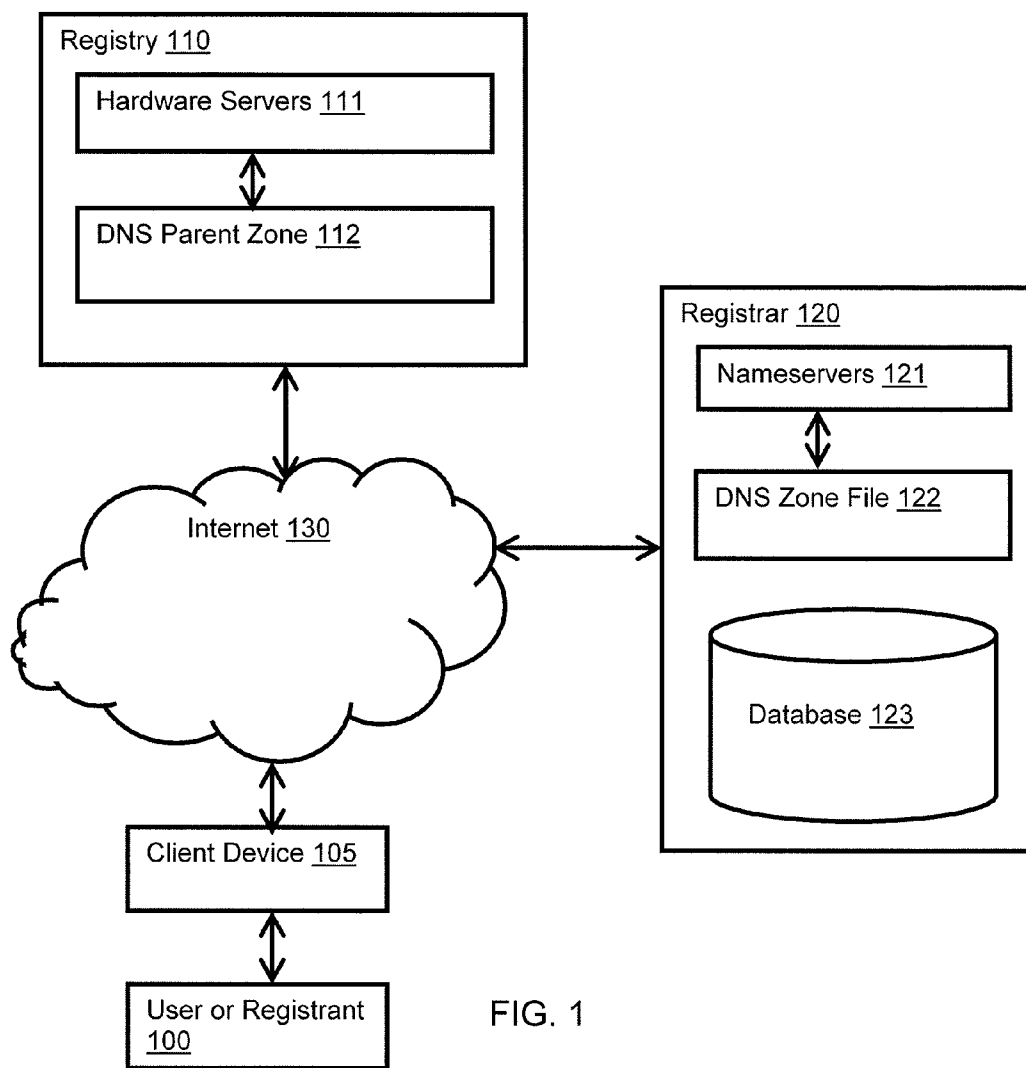 Registry 110
Hardware Servers 111
DNS Parent Zone 112
Registrar 120
Nameservers 121
DNS Zone File 122
Database 123
Internet 130
Client Device 105
User or Registrant
100
FIG. 1